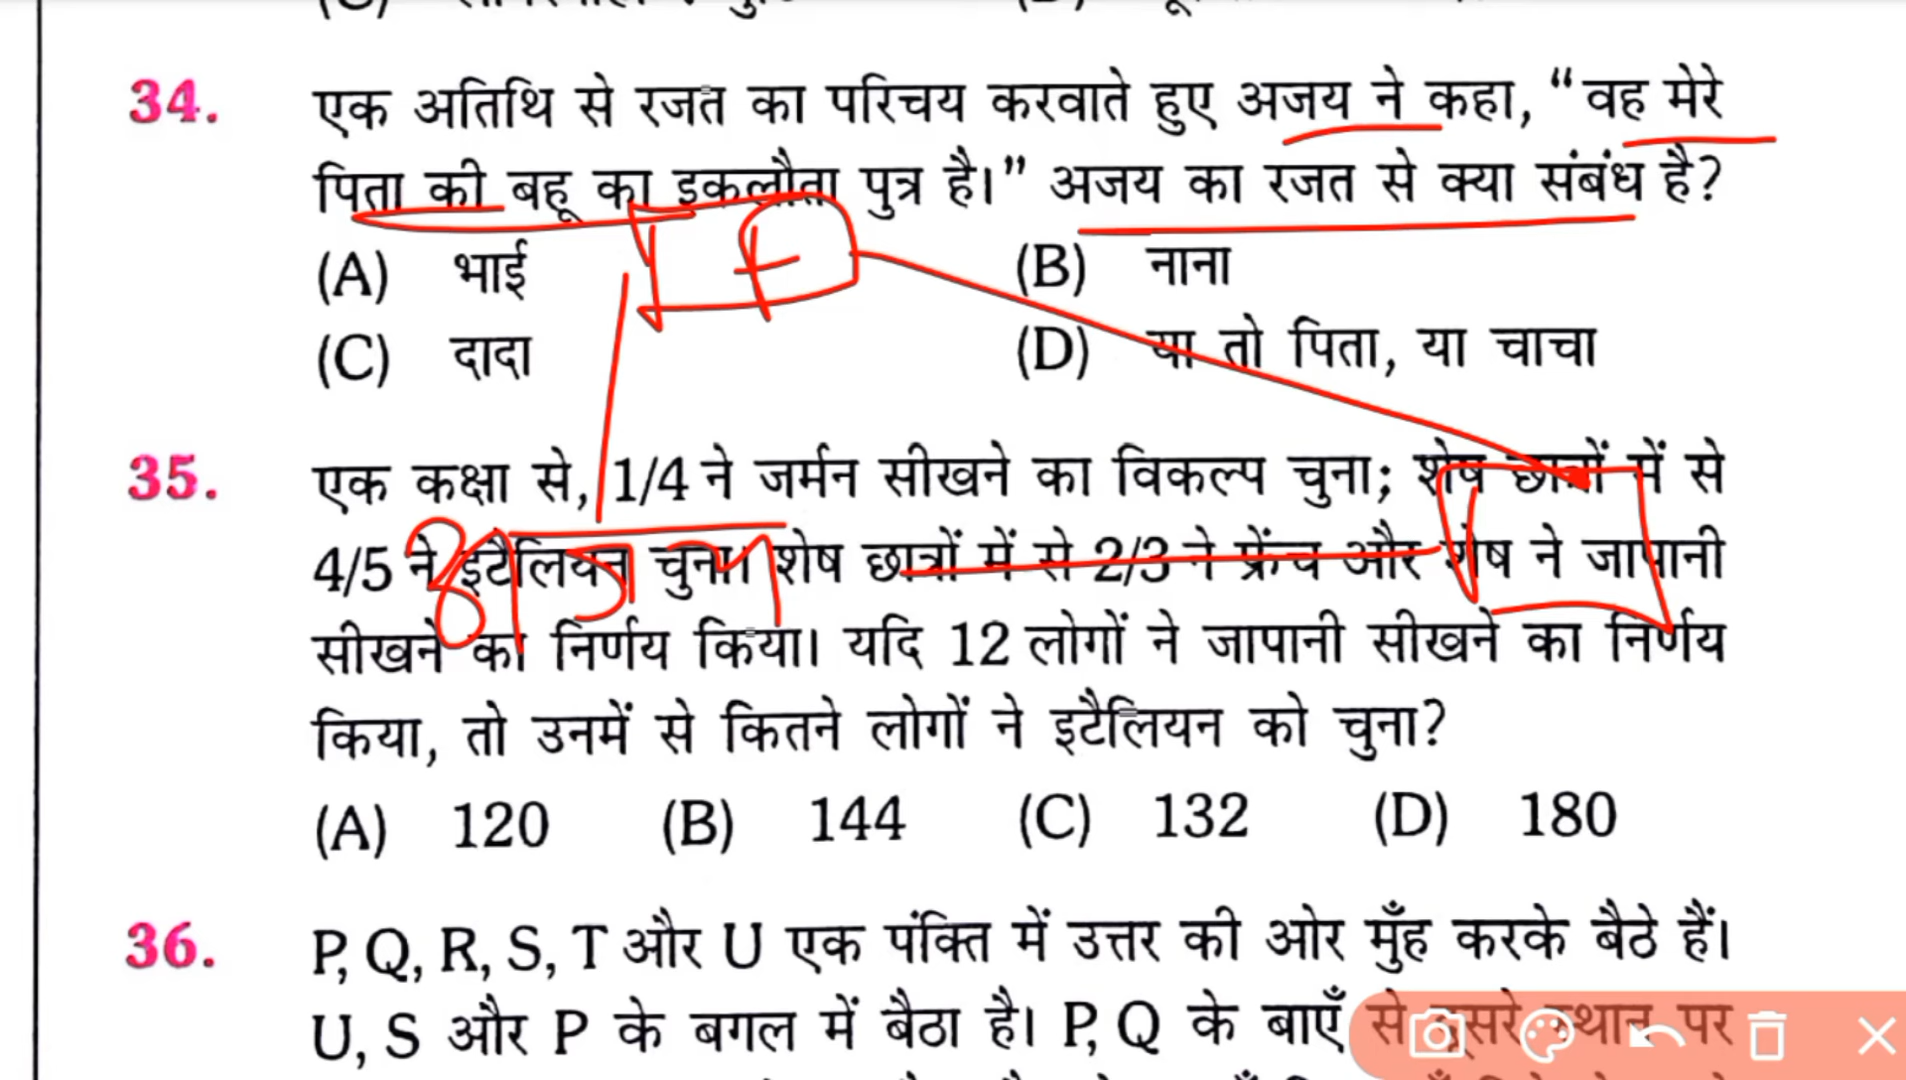 34. एक अतिथि से रजत का परिचय करवाते हुए अजय ने कहा, “वह मेरे
पिता की बहू का इकलौता पुत्र है।” अजय का रजत से क्या संबंध है?
(A) भाई (B) नाना
(C) दादा (D) या तो पिता, या चाचा
35. एक कक्षा से, 1/4 ने जर्मन सीखने का विकल्प चुना; शेष छात्रों में से
4/5 ने इटैलियन चुना। शेष छात्रों में से 2/3 ने फ्रेंच और शेष ने जापानी
सीखने का निर्णय किया। यदि 12 लोगों ने जापानी सीखने का निर्णय
किया, तो उनमें से कितने लोगों ने इटैलियन को चुना?
(A) 120 (B) 144 (C) 132 (D) 180
36. P, Q, R, S, T और U एक पंक्ति में उत्तर की ओर मुँह करके बैठे हैं।
U, S और P के बगल में बैठा है। P, Q के बाएँ से दूसरे स्थान पर